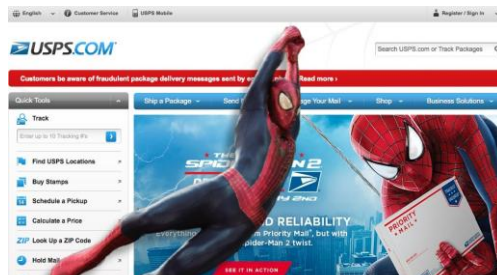 English
Customer Service
USPS Mobile
Register / Sign In
USPS.COM
Search USPS.com or Track Packages
Customers be aware of fraudulent package delivery messages sent by Read more ›
Quick Tools
Ship a Package
Send
Your Mail
Shop
Business Solutions
Track
Enter up to 10 Tracking #'s
Find USPS Locations
Buy Stamps
Schedule a Pickup
Calculate a Price
ZIP Look Up a ZIP Code
Hold Mail
THE
2
RELIABILITY
Priority Mail®, but with
Spider-Man 2 twist.
SEE IT IN ACTION
PRIORITY
MAIL